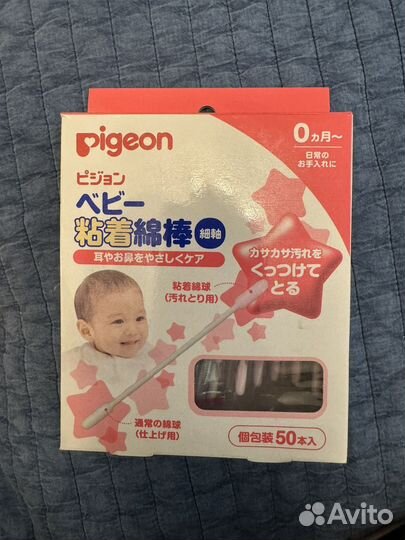 pigeon
0ヵ月〜
日常の
お手入れに
ピジョン
ベビー
粘着綿棒 細軸
耳やお鼻をやさしくケア
カサカサ汚れを
くっつけて
とる
粘着綿球
(汚れとり用)
通常の綿球
(仕上げ用)
個包装50本入
Avito